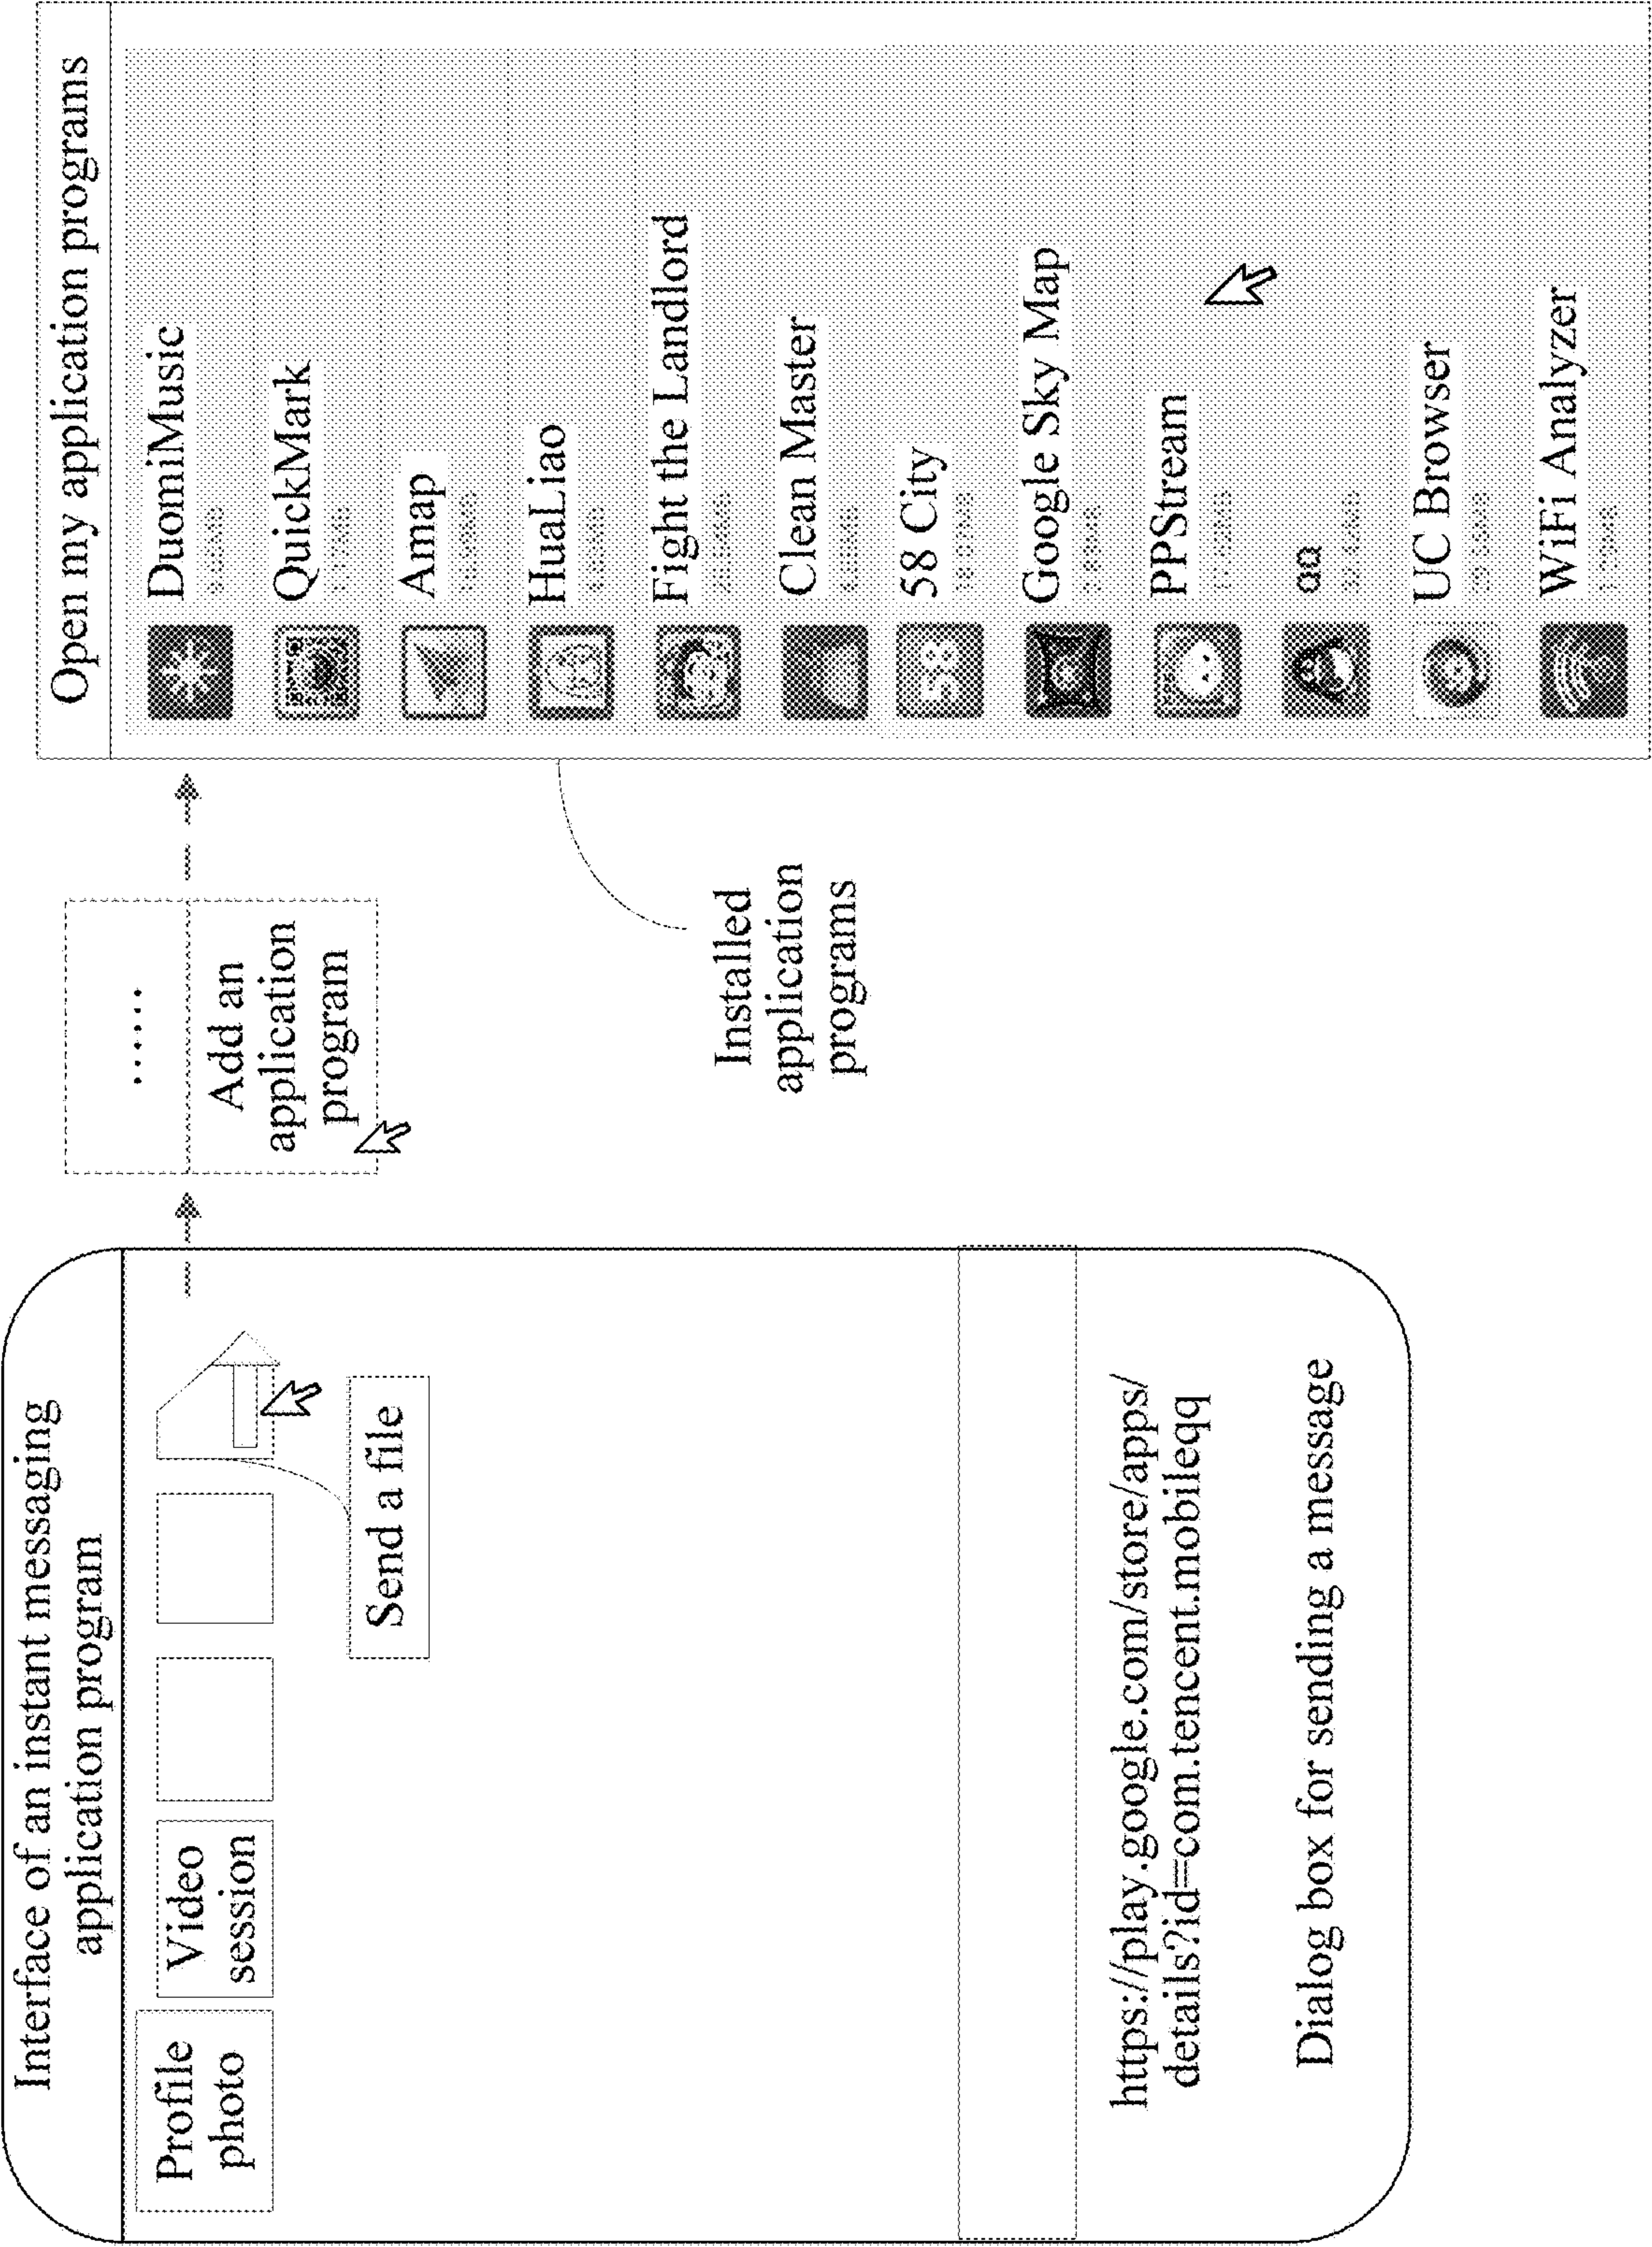 Interface of an instant messaging
application program
Profile
photo
Video
session
Send a file
https://play.google.com/store/apps/
details?id=com.tencent.mobileqq
Dialog box for sending a message
......
Add an
application
program
Installed
application
programs
Open my application programs
DuomiMusic
QuickMark
Amap
HuaLiao
Fight the Landlord
Clean Master
58
58 City
Google Sky Map
PPStream
UC Browser
WiFi Analyzer